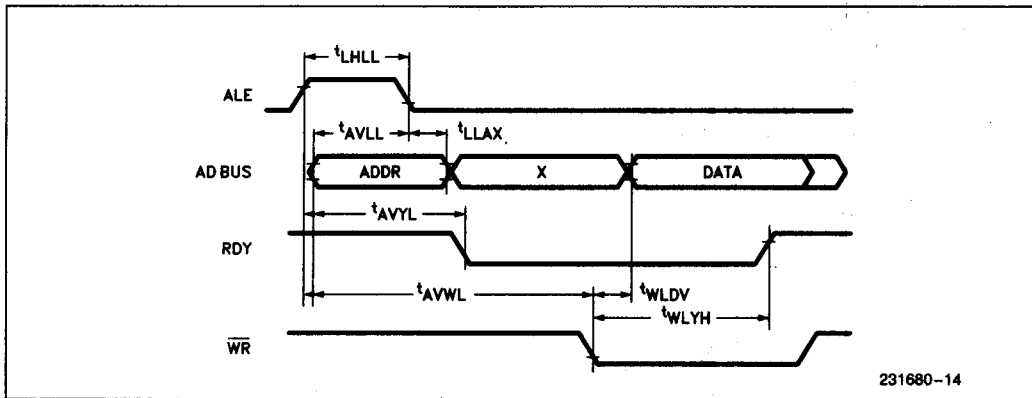 tLHLL
ALE
tAVLL tLLAX
AD BUS ADDR X DATA
tAVYL
RDY
tAVWL tWLDV
tWLYH
WR
231680-14